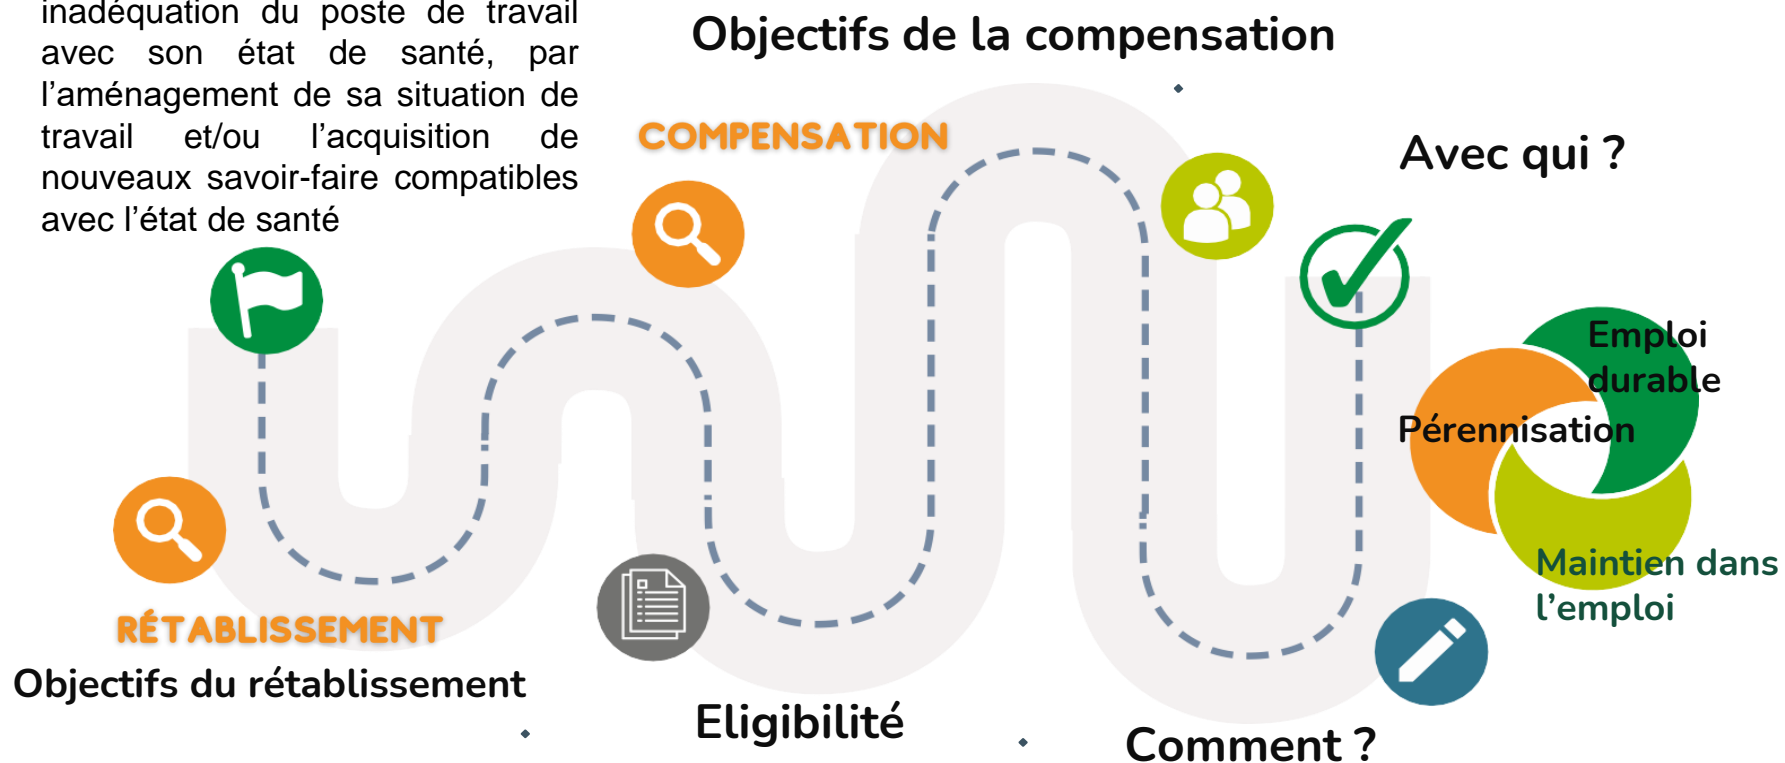 inadéquation du poste de travail
avec son état de santé, par
l’aménagement de sa situation de
travail et/ou l’acquisition de
nouveaux savoir-faire compatibles
avec l’état de santé
Objectifs de la compensation
COMPENSATION
Avec qui ?
Emploi
durable
Pérennisation
Maintien dans
l’emploi
RÉTABLISSEMENT
Objectifs du rétablissement
Eligibilité
Comment ?